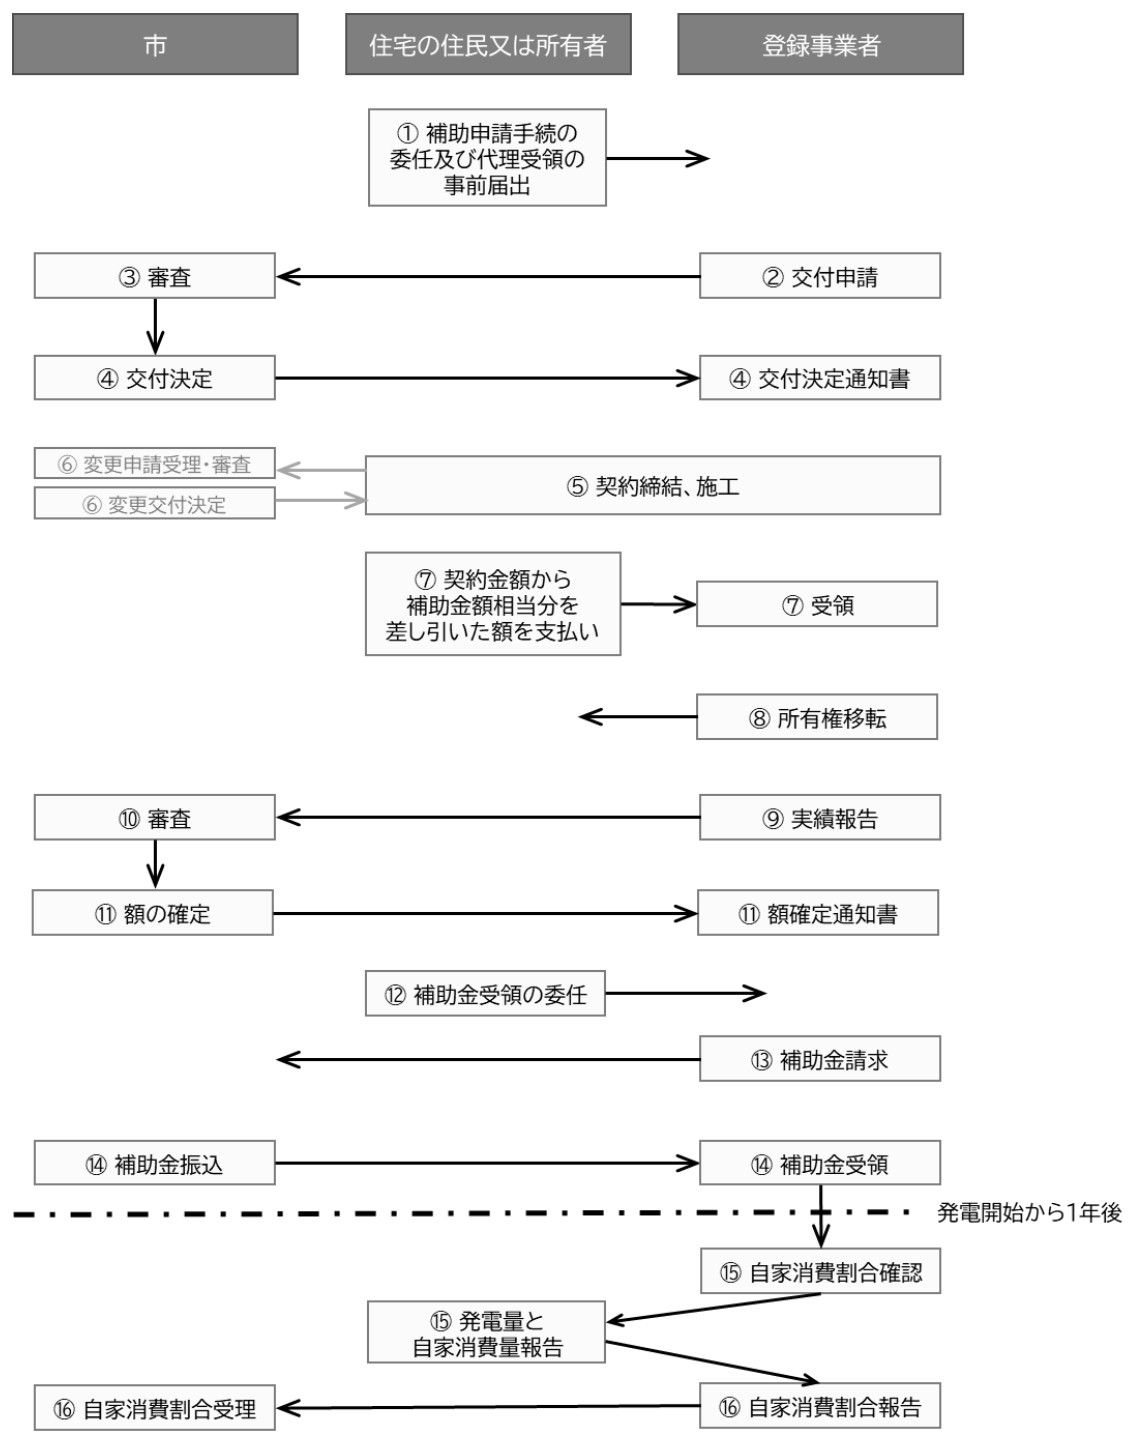 市
住宅の住民又は所有者
登録事業者
① 補助申請手続の
委任及び代理受領の
事前届出
③ 審査
② 交付申請
④ 交付決定
④ 交付決定通知書
⑥ 変更申請受理・審査
⑤ 契約締結、施工
⑥ 変更交付決定
⑦ 契約金額から
補助金額相当分を
差し引いた額を支払い
⑦ 受領
⑧ 所有権移転
⑩ 審査
⑨ 実績報告
⑪ 額の確定
⑪ 額確定通知書
⑫ 補助金受領の委任
⑬ 補助金請求
⑭ 補助金振込
⑭ 補助金受領
発電開始から1年後
⑮ 自家消費割合確認
⑮ 発電量と
自家消費量報告
⑯ 自家消費割合受理
⑯ 自家消費割合報告